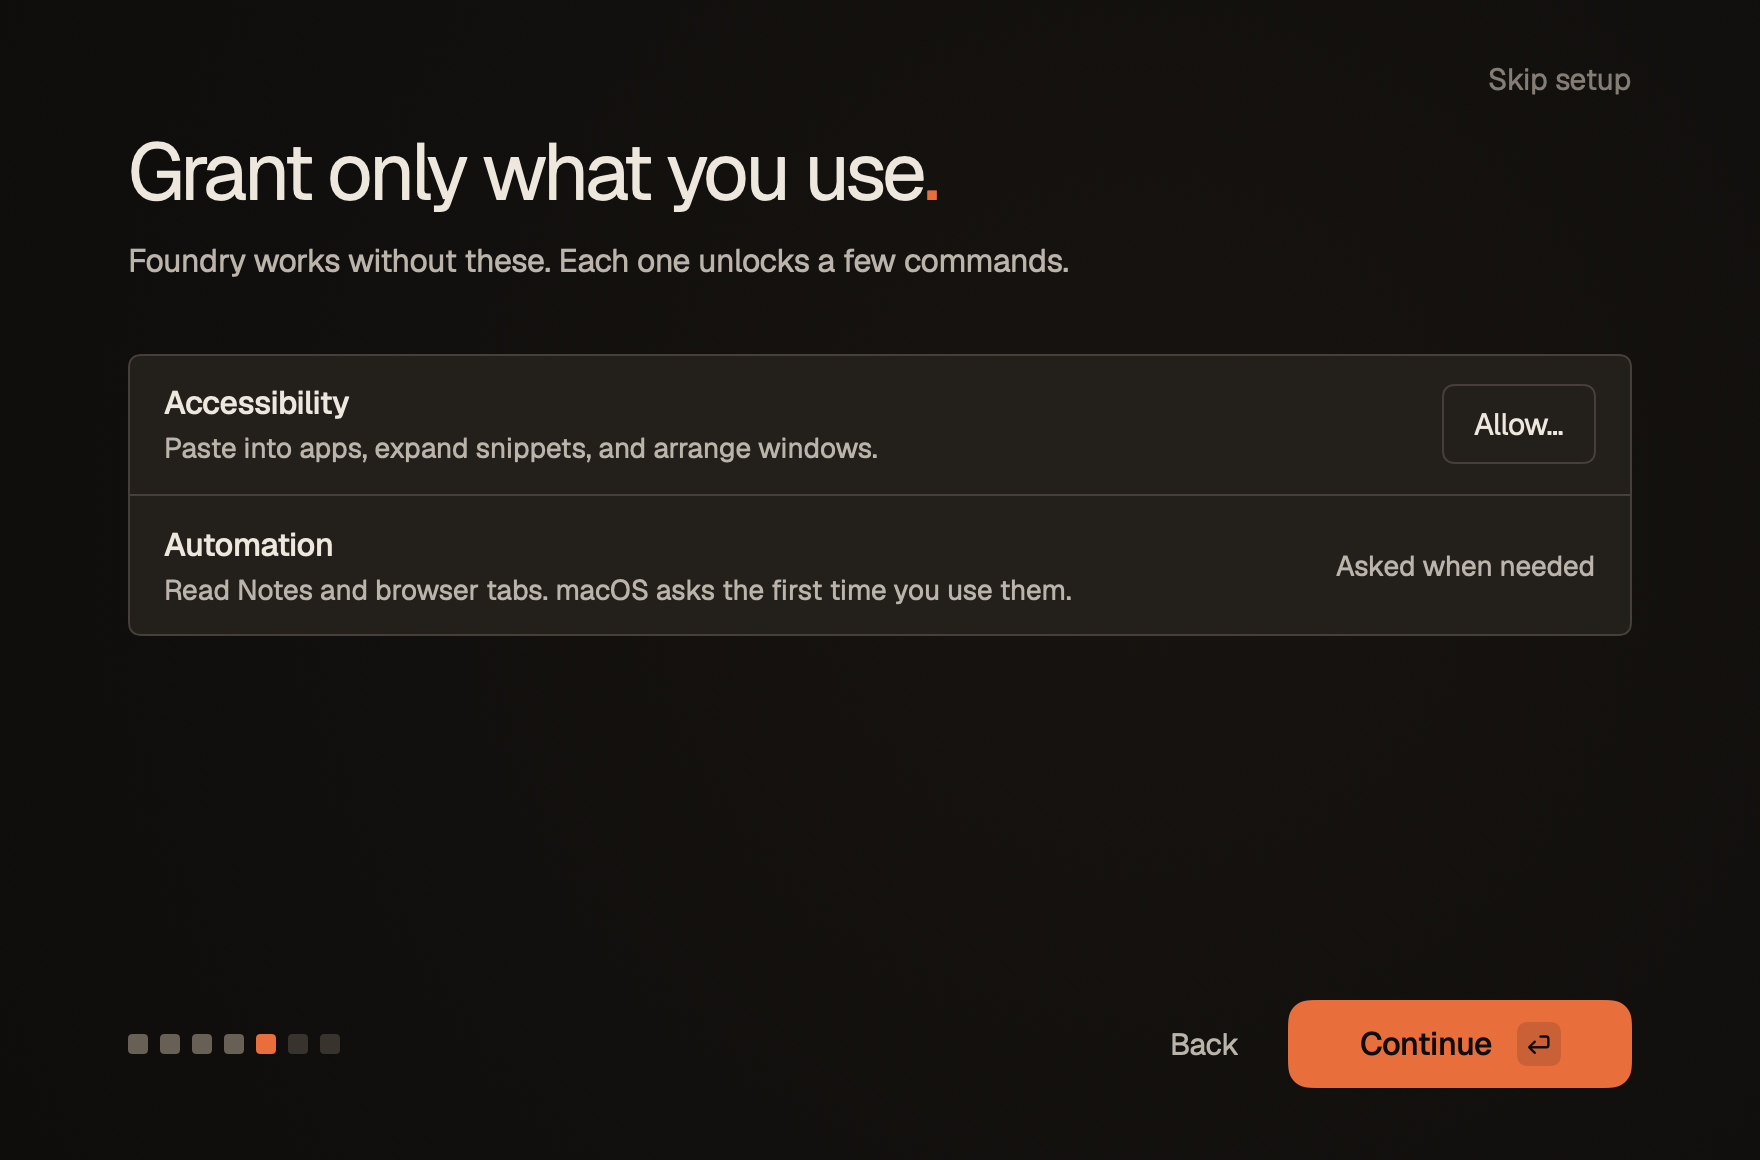 Skip setup
Grant only what you use.
Foundry works without these. Each one unlocks a few commands.
Accessibility
Paste into apps, expand snippets, and arrange windows.
Allow...
Automation
Read Notes and browser tabs. macOS asks the first time you use them.
Asked when needed
Back
Continue